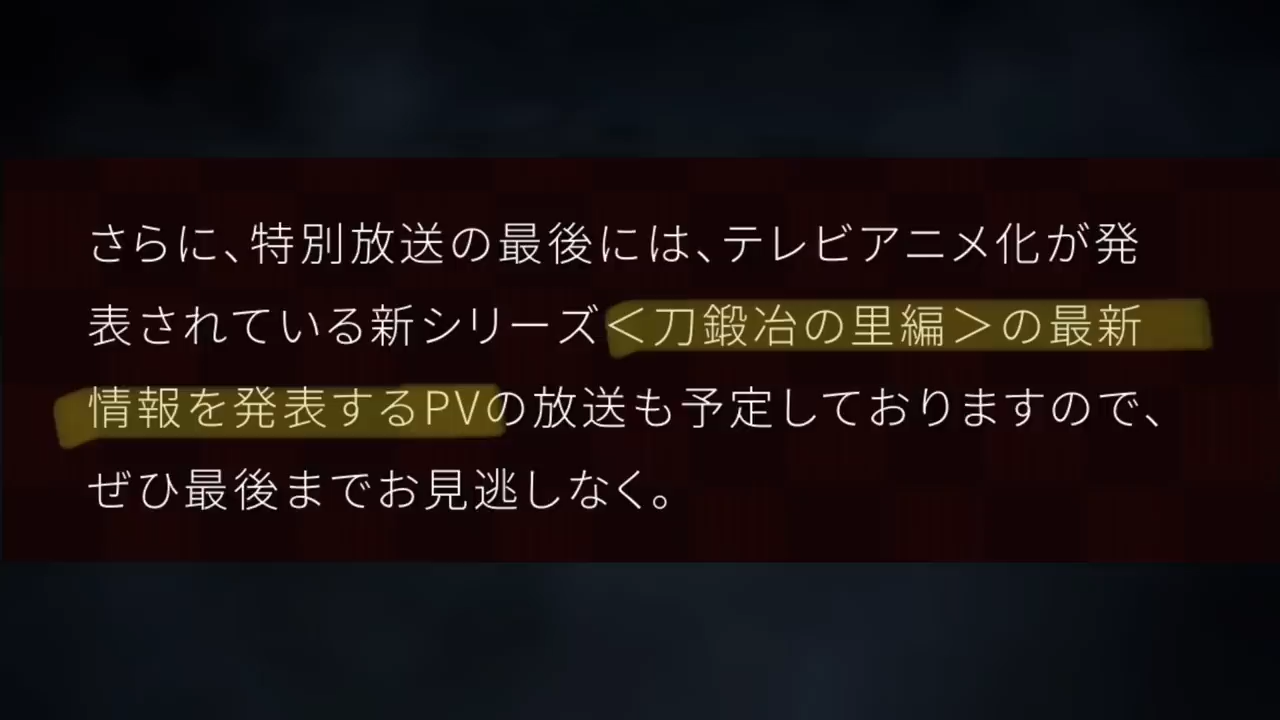 さらに、特別放送の最後には、テレビアニメ化が発
表されている新シリーズ＜刀鍛冶の里編＞の最新
情報を発表するPVの放送も予定しておりますので、
ぜひ最後までお見逃しなく。